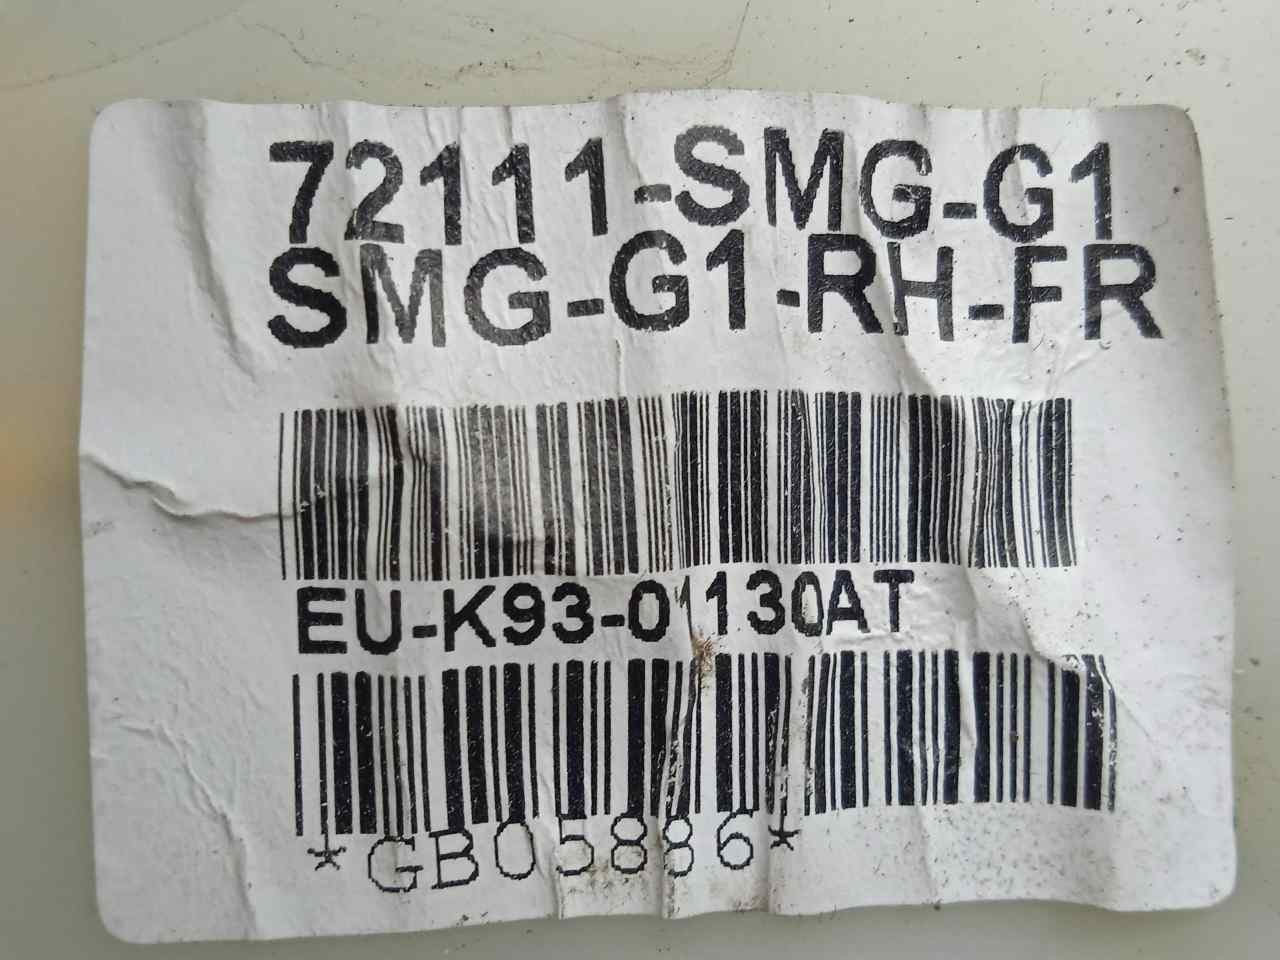 72111-SMG-G1
SMG-G1-RH-FR
EU-K93-01130AT
*GB05886*